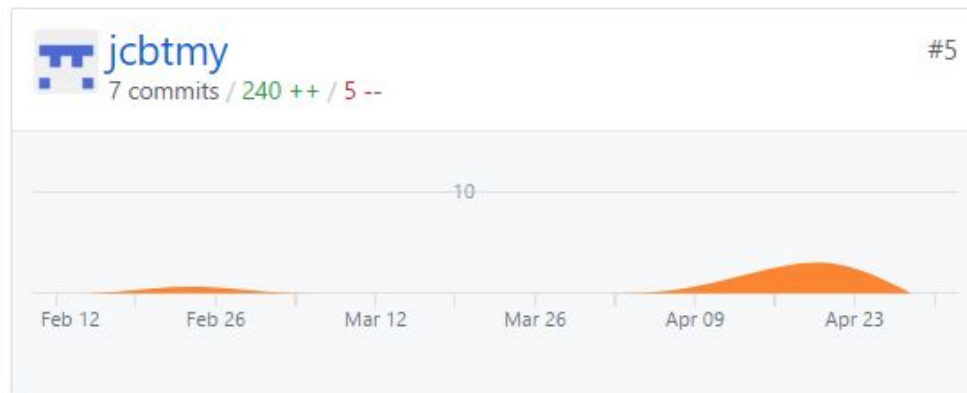 jcbtmy
#5
7 commits / 240 ++ / 5 --
10
Feb 12 Feb 26 Mar 12 Mar 26 Apr 09 Apr 23